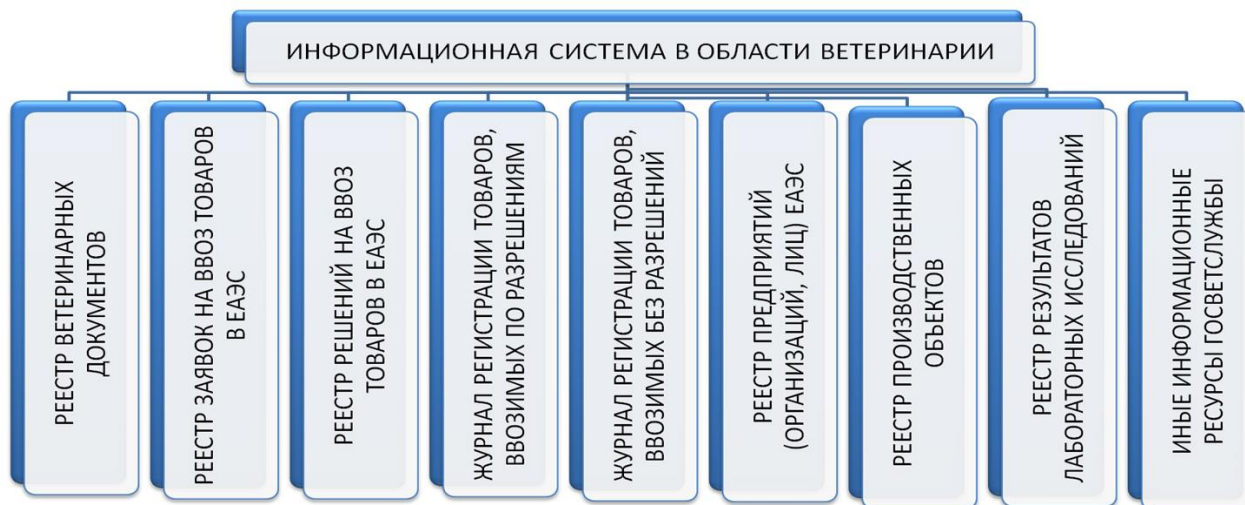 ИНФОРМАЦИОННАЯ СИСТЕМА В ОБЛАСТИ ВЕТЕРИНАРИИ
РЕЕСТР ВЕТЕРИНАРНЫХ
ДОКУМЕНТОВ
РЕЕСТР ЗАЯВОК НА ВВОЗ ТОВАРОВ
В ЕАЭС
РЕЕСТР РЕШЕНИЙ НА ВВОЗ
ТОВАРОВ В ЕАЭС
ЖУРНАЛ РЕГИСТРАЦИИ ТОВАРОВ,
ВВОЗИМЫХ ПО РАЗРЕШЕНИЯМ
ЖУРНАЛ РЕГИСТРАЦИИ ТОВАРОВ,
ВВОЗИМЫХ БЕЗ РАЗРЕШЕНИЙ
РЕЕСТР ПРЕДПРИЯТИЙ
(ОРГАНИЗАЦИЙ, ЛИЦ) ЕАЭС
РЕЕСТР ПРОИЗВОДСТВЕННЫХ
ОБЪЕКТОВ
РЕЕСТР РЕЗУЛЬТАТОВ
ЛАБОРАТОРНЫХ ИССЛЕДОВАНИЙ
ИНЫЕ ИНФОРМАЦИОННЫЕ
РЕСУРСЫ ГОСВЕТСЛУЖБЫ